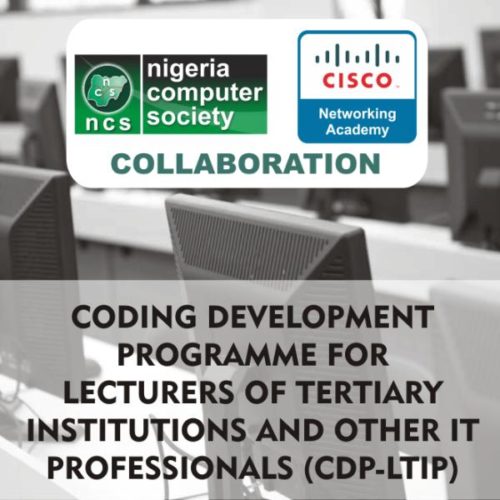 ncs
nigeria
computer
society
ncs
CISCO
Networking
Academy
COLLABORATION
CODING DEVELOPMENT
PROGRAMME FOR
LECTURERS OF TERTIARY
INSTITUTIONS AND OTHER IT
PROFESSIONALS (CDP-LTIP)